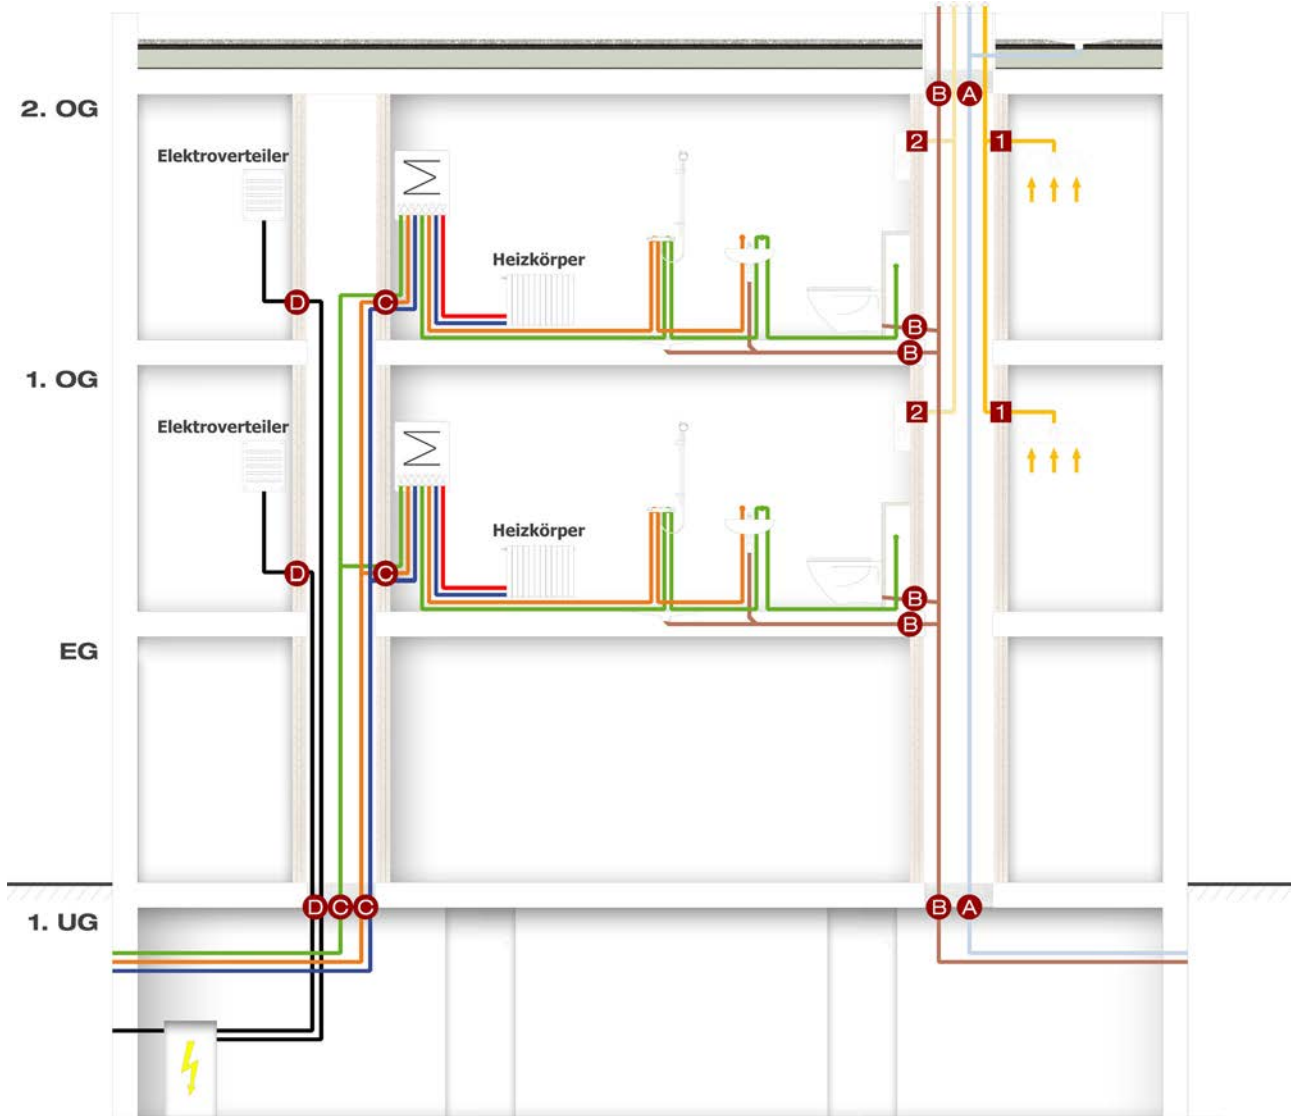 B A
2. OG
2 1
Elektroverteiler
Heizkörper
D C
B
B
1. OG
2 1
Elektroverteiler
Heizkörper
D C
B
B
EG
D C C B A
1. UG